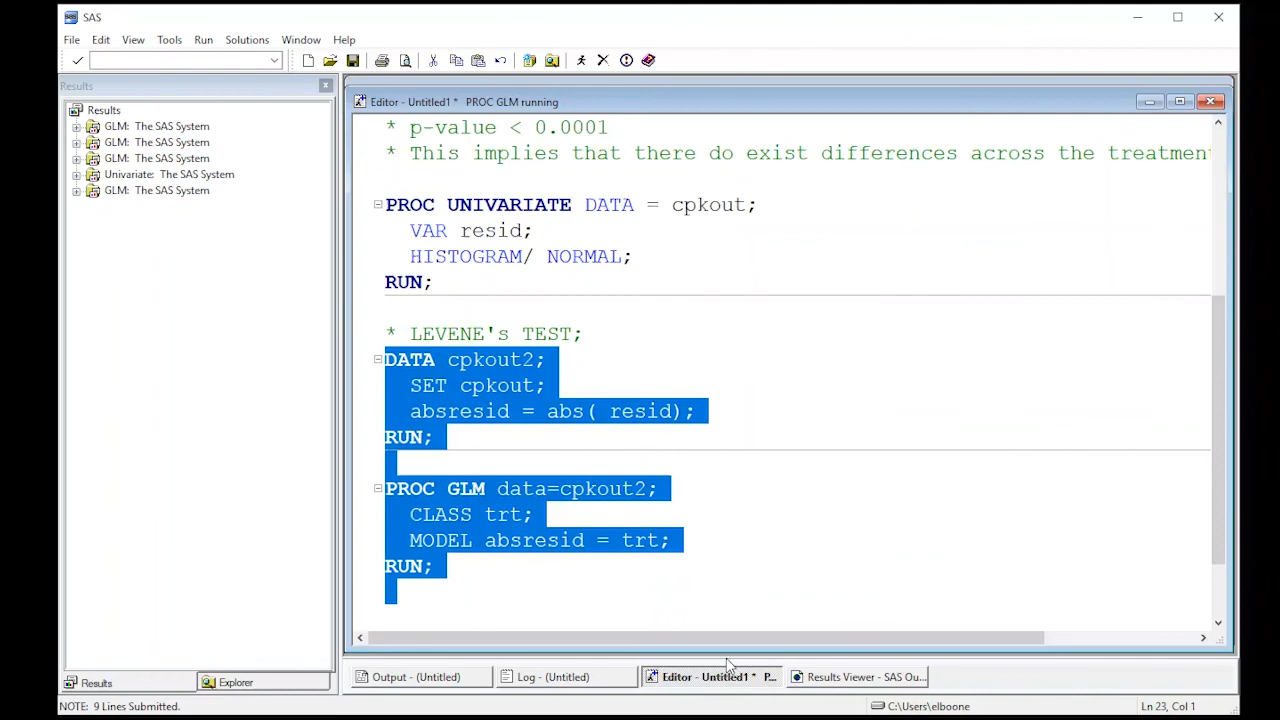 SAS
File Edit View Tools Run Solutions Window Help
Results
Results
GLM: The SAS System
GLM: The SAS System
GLM: The SAS System
Univariate: The SAS System
GLM: The SAS System
Editor - Untitled1 * PROC GLM running
* p-value < 0.0001
* This implies that there do exist differences across the treatment
PROC UNIVARIATE DATA = cpkout;
VAR resid;
HISTOGRAM/ NORMAL;
RUN;
* LEVENE's TEST;
DATA cpkout2;
SET cpkout;
absresid = abs( resid);
RUN;
PROC GLM data=cpkout2;
CLASS trt;
MODEL absresid = trt;
RUN;
Results Explorer
Output - (Untitled) Log - (Untitled) Editor - Untitled1 * P... Results Viewer - SAS Ou...
NOTE: 9 Lines Submitted. C:\Users\elboone Ln 23, Col 1